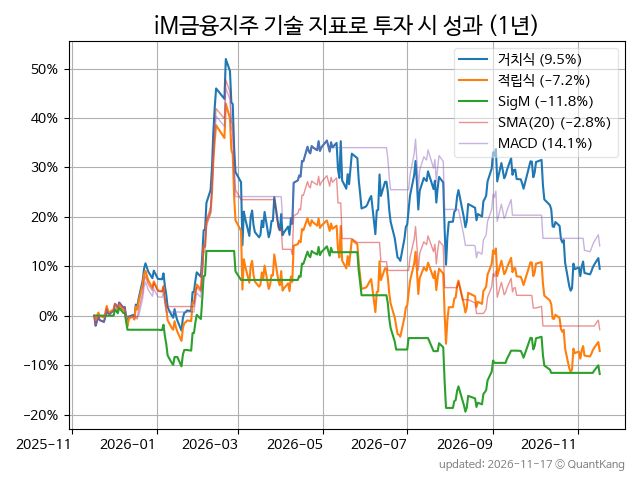 iM금융지주 기술 지표로 투자 시 성과 (1년)
거치식 (9.5%)
적립식 (−7.2%)
SigM (−11.8%)
SMA(20) (−2.8%)
MACD (14.1%)
50%
40%
30%
20%
10%
0%
−10%
−20%
2025-11 2026-01 2026-03 2026-05 2026-07 2026-09 2026-11
updated: 2026-11-17 ⓒ QuantKang